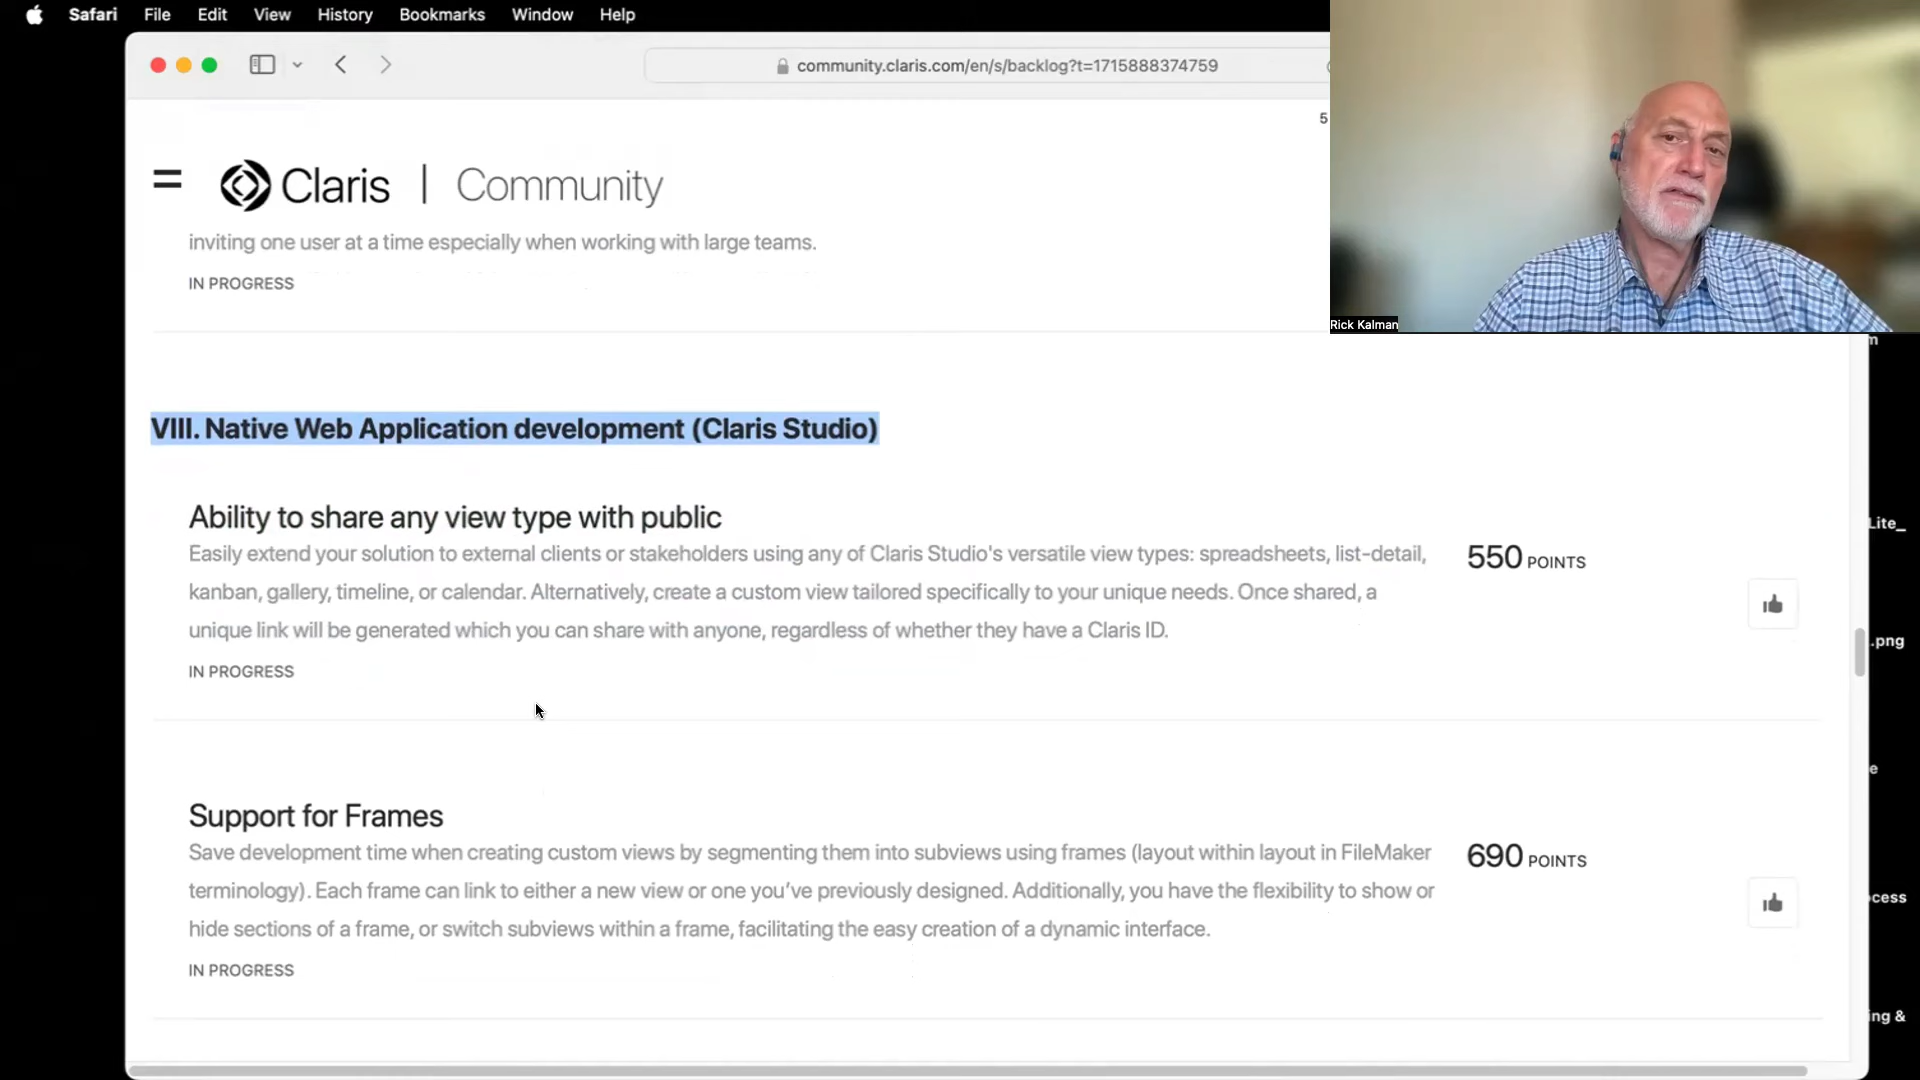 Safari File Edit View History Bookmarks Window Help
community.claris.com/en/s/backlog?t=1715888374759
5
Claris | Community
inviting one user at a time especially when working with large teams.
IN PROGRESS
Rick Kalman
VIII. Native Web Application development (Claris Studio)
Ability to share any view type with public
Easily extend your solution to external clients or stakeholders using any of Claris Studio's versatile view types: spreadsheets, list-detail,
kanban, gallery, timeline, or calendar. Alternatively, create a custom view tailored specifically to your unique needs. Once shared, a
unique link will be generated which you can share with anyone, regardless of whether they have a Claris ID.
IN PROGRESS
550 POINTS
Support for Frames
Save development time when creating custom views by segmenting them into subviews using frames (layout within layout in FileMaker
terminology). Each frame can link to either a new view or one you’ve previously designed. Additionally, you have the flexibility to show or
hide sections of a frame, or switch subviews within a frame, facilitating the easy creation of a dynamic interface.
IN PROGRESS
690 POINTS
Lite_
.png
e
cess
ing &